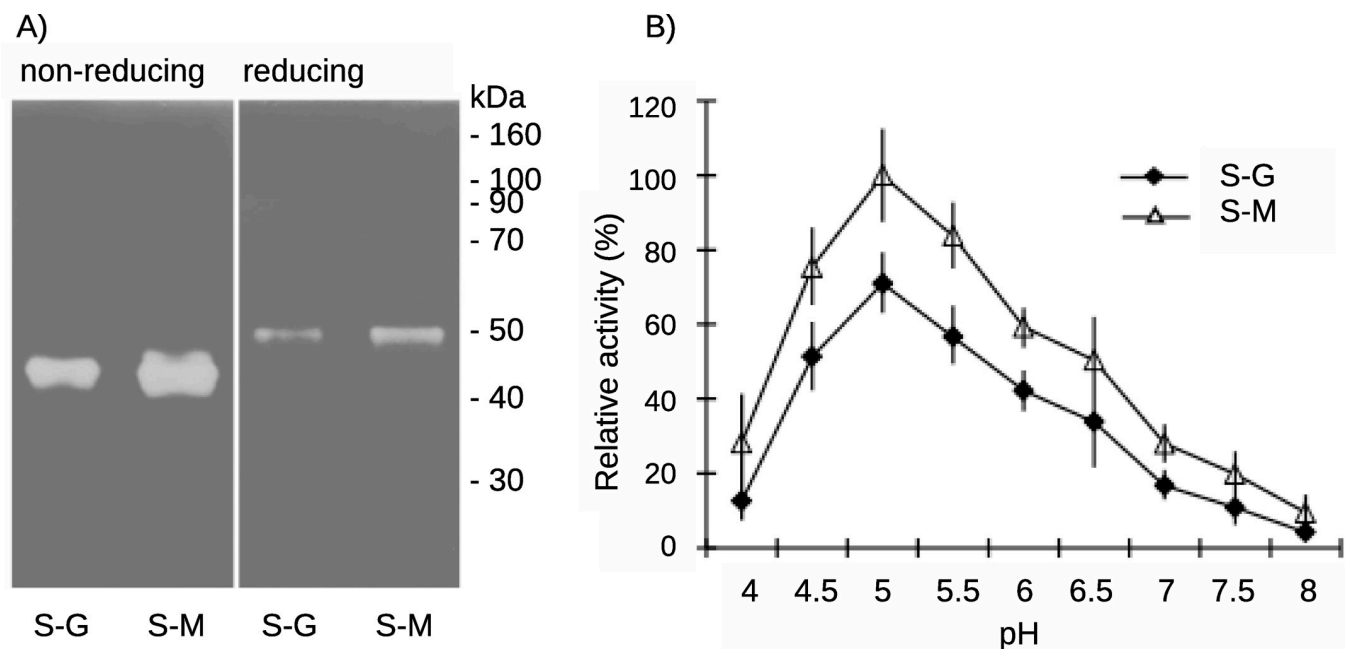 A)
non-reducing reducing
kDa
- 160
- 100
- 90
- 70
- 50
- 40
- 30
S-G S-M S-G S-M
B)
120
100
80
60
40
20
0
Relative activity (%)
S-G
S-M
4 4.5 5 5.5 6 6.5 7 7.5 8
pH